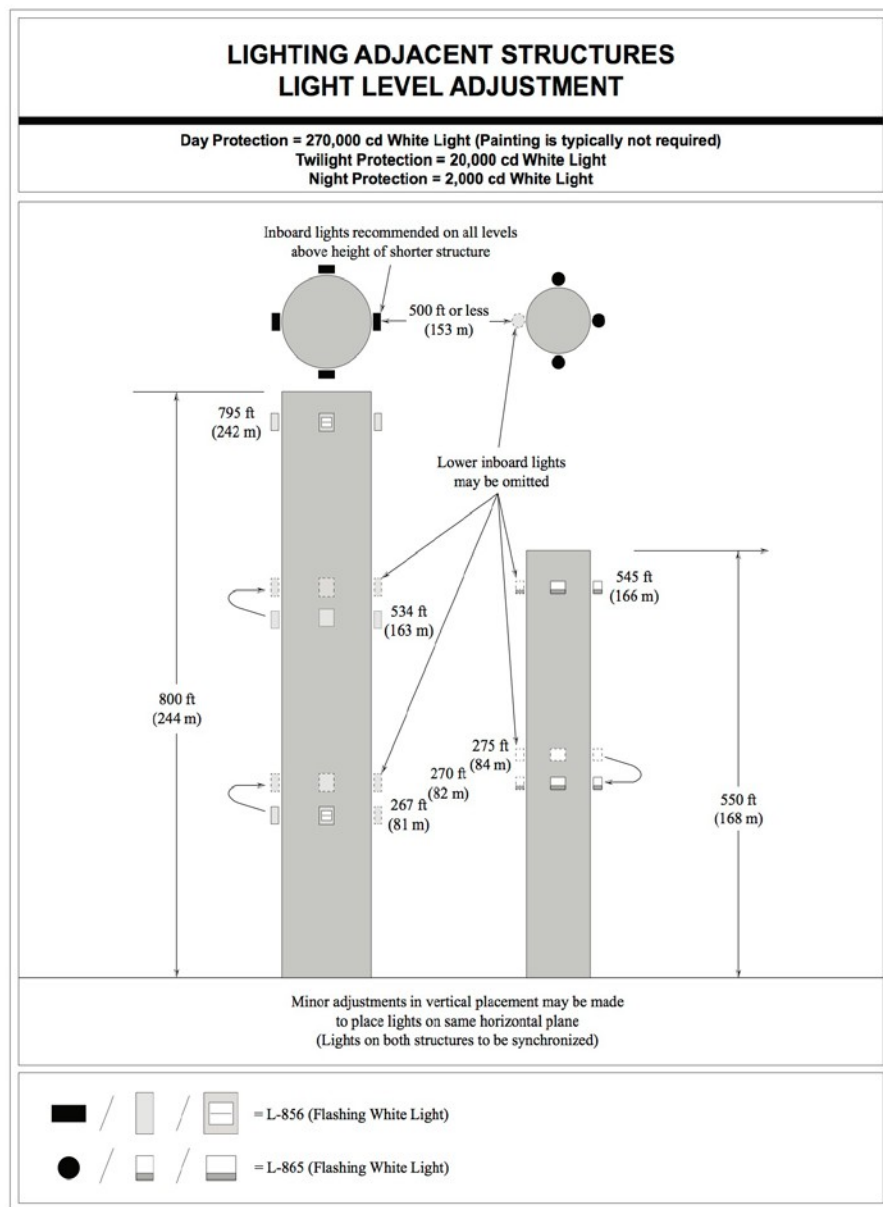 LIGHTING ADJACENT STRUCTURES
LIGHT LEVEL ADJUSTMENT
Day Protection = 270,000 cd White Light (Painting is typically not required)
Twilight Protection = 20,000 cd White Light
Night Protection = 2,000 cd White Light
Inboard lights recommended on all levels
above height of shorter structure
500 ft or less
(153 m)
795 ft
(242 m)
Lower inboard lights
may be omitted
545 ft
(166 m)
534 ft
(163 m)
800 ft
(244 m)
275 ft
(84 m)
270 ft
(82 m)
267 ft
(81 m)
550 ft
(168 m)
Minor adjustments in vertical placement may be made
to place lights on same horizontal plane
(Lights on both structures to be synchronized)
/ / = L-856 (Flashing White Light)
/ / = L-865 (Flashing White Light)